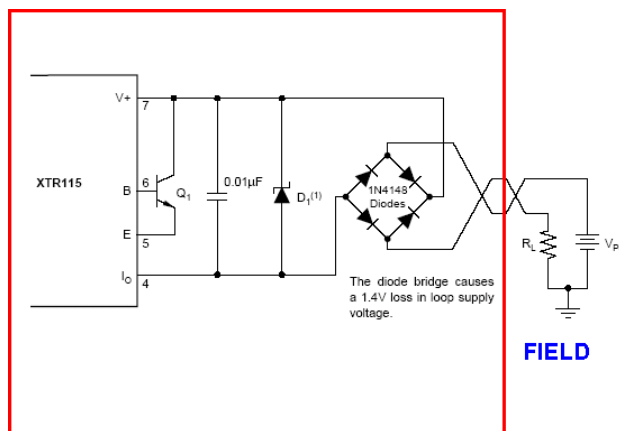 V+
7
XTR115
B
6
Q1
0.01μF
D1(1)
1N4148
Diodes
E
5
IO
4
RL
VP
The diode bridge causes
a 1.4V loss in loop supply
voltage.
FIELD